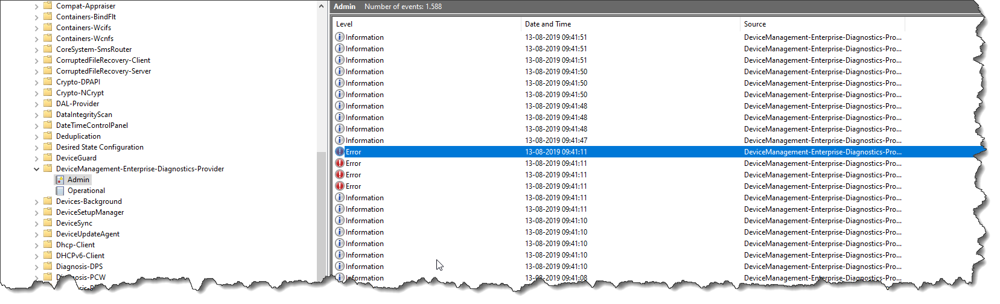 Compat-Appraiser
Containers-BindFlt
Containers-Wcifs
Containers-Wcnfs
CoreSystem-SmsRouter
CorruptedFileRecovery-Client
CorruptedFileRecovery-Server
Crypto-DPAPI
Crypto-NCrypt
DAL-Provider
DataIntegrityScan
DateTimeControlPanel
Deduplication
Desired State Configuration
DeviceGuard
DeviceManagement-Enterprise-Diagnostics-Provider
Admin
Operational
Devices-Background
DeviceSetupManager
DeviceSync
DeviceUpdateAgent
Dhcp-Client
DHCPv6-Client
Diagnosis-DPS
Diagnosis-PCW
Admin Number of events: 1.588
Level Date and Time Source
Information 13-08-2019 09:41:51 DeviceManagement-Enterprise-Diagnostics-Pro...
Information 13-08-2019 09:41:51 DeviceManagement-Enterprise-Diagnostics-Pro...
Information 13-08-2019 09:41:51 DeviceManagement-Enterprise-Diagnostics-Pro...
Information 13-08-2019 09:41:50 DeviceManagement-Enterprise-Diagnostics-Pro...
Information 13-08-2019 09:41:50 DeviceManagement-Enterprise-Diagnostics-Pro...
Information 13-08-2019 09:41:50 DeviceManagement-Enterprise-Diagnostics-Pro...
Information 13-08-2019 09:41:48 DeviceManagement-Enterprise-Diagnostics-Pro...
Information 13-08-2019 09:41:48 DeviceManagement-Enterprise-Diagnostics-Pro...
Information 13-08-2019 09:41:48 DeviceManagement-Enterprise-Diagnostics-Pro...
Information 13-08-2019 09:41:47 DeviceManagement-Enterprise-Diagnostics-Pro...
Error 13-08-2019 09:41:11 DeviceManagement-Enterprise-Diagnostics-Pro...
Error 13-08-2019 09:41:11 DeviceManagement-Enterprise-Diagnostics-Pro...
Error 13-08-2019 09:41:11 DeviceManagement-Enterprise-Diagnostics-Pro...
Error 13-08-2019 09:41:11 DeviceManagement-Enterprise-Diagnostics-Pro...
Information 13-08-2019 09:41:11 DeviceManagement-Enterprise-Diagnostics-Pro...
Information 13-08-2019 09:41:11 DeviceManagement-Enterprise-Diagnostics-Pro...
Information 13-08-2019 09:41:10 DeviceManagement-Enterprise-Diagnostics-Pro...
Information 13-08-2019 09:41:10 DeviceManagement-Enterprise-Diagnostics-Pro...
Information 13-08-2019 09:41:10 DeviceManagement-Enterprise-Diagnostics-Pro...
Information 13-08-2019 09:41:10 DeviceManagement-Enterprise-Diagnostics-Pro...
Information 13-08-2019 09:41:10 DeviceManagement-Enterprise-Diagnostics-Pro...
Information 13-08-2019 09:41:08 DeviceManagement-Enterprise-Diagnostics-Pro...